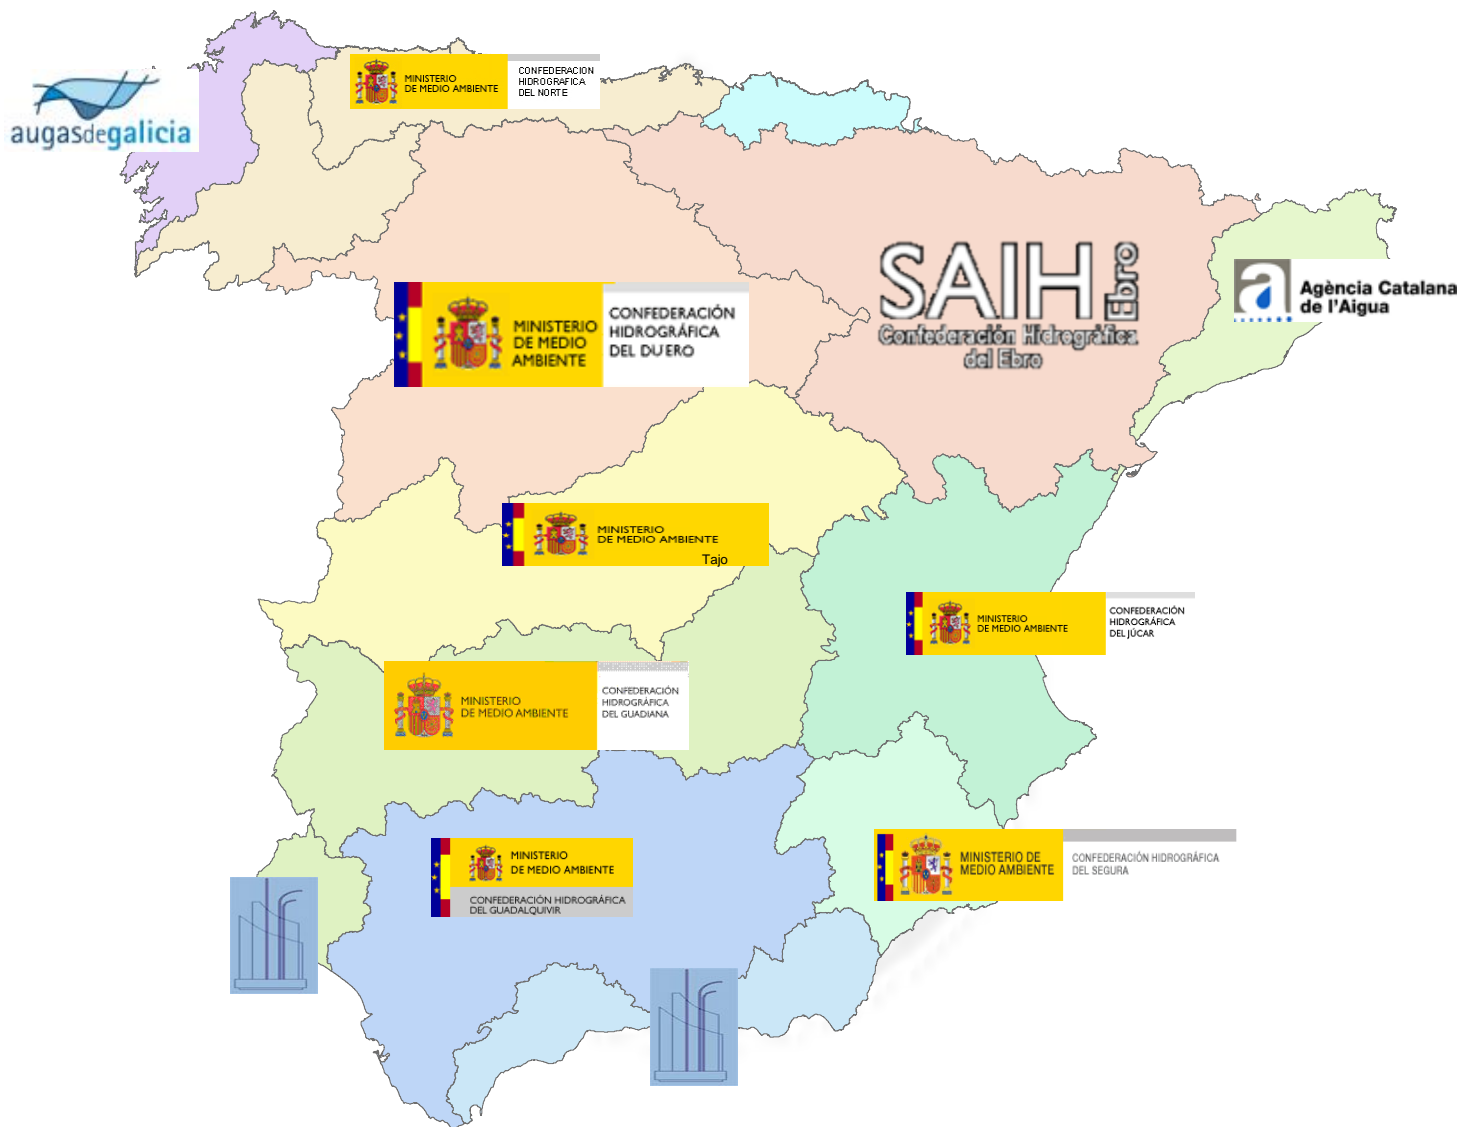 MINISTERIO
DE MEDIO AMBIENTE
CONFEDERACION
HIDROGRAFICA
DEL NORTE
augasdegalicia
SAIH Ebro
Confederación Hidrográfica
del Ebro
Agència Catalana
de l'Aigua
MINISTERIO
DE MEDIO
AMBIENTE
CONFEDERACIÓN
HIDROGRÁFICA
DEL DUERO
MINISTERIO
DE MEDIO AMBIENTE
Tajo
MINISTERIO
DE MEDIO AMBIENTE
CONFEDERACIÓN
HIDROGRÁFICA
DEL JÚCAR
MINISTERIO
DE MEDIO AMBIENTE
CONFEDERACIÓN
HIDROGRÁFICA
DEL GUADIANA
MINISTERIO
DE MEDIO AMBIENTE
CONFEDERACIÓN HIDROGRÁFICA
DEL GUADALQUIVIR
MINISTERIO DE
MEDIO AMBIENTE
CONFEDERACIÓN HIDROGRÁFICA
DEL SEGURA